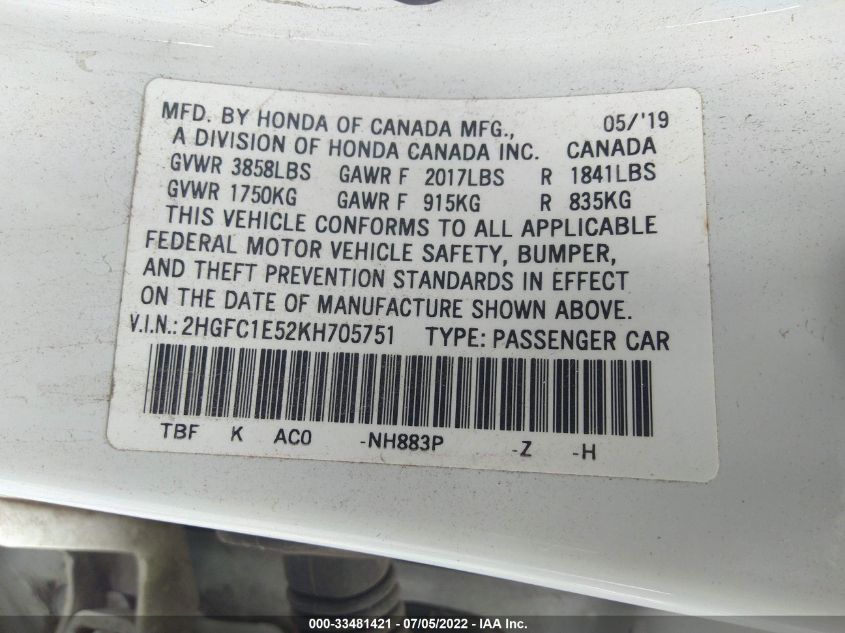 MFD. BY HONDA OF CANADA MFG., 05/'19
A DIVISION OF HONDA CANADA INC. CANADA
GVWR 3858LBS GAWR F 2017LBS R 1841LBS
GVWR 1750KG GAWR F 915KG R 835KG
THIS VEHICLE CONFORMS TO ALL APPLICABLE
FEDERAL MOTOR VEHICLE SAFETY, BUMPER,
AND THEFT PREVENTION STANDARDS IN EFFECT
ON THE DATE OF MANUFACTURE SHOWN ABOVE.
V.I.N.: 2HGFC1E52KH705751 TYPE: PASSENGER CAR
TBF K AC0 -NH883P -Z -H
000-33481421 - 07/05/2022 - IAA Inc.